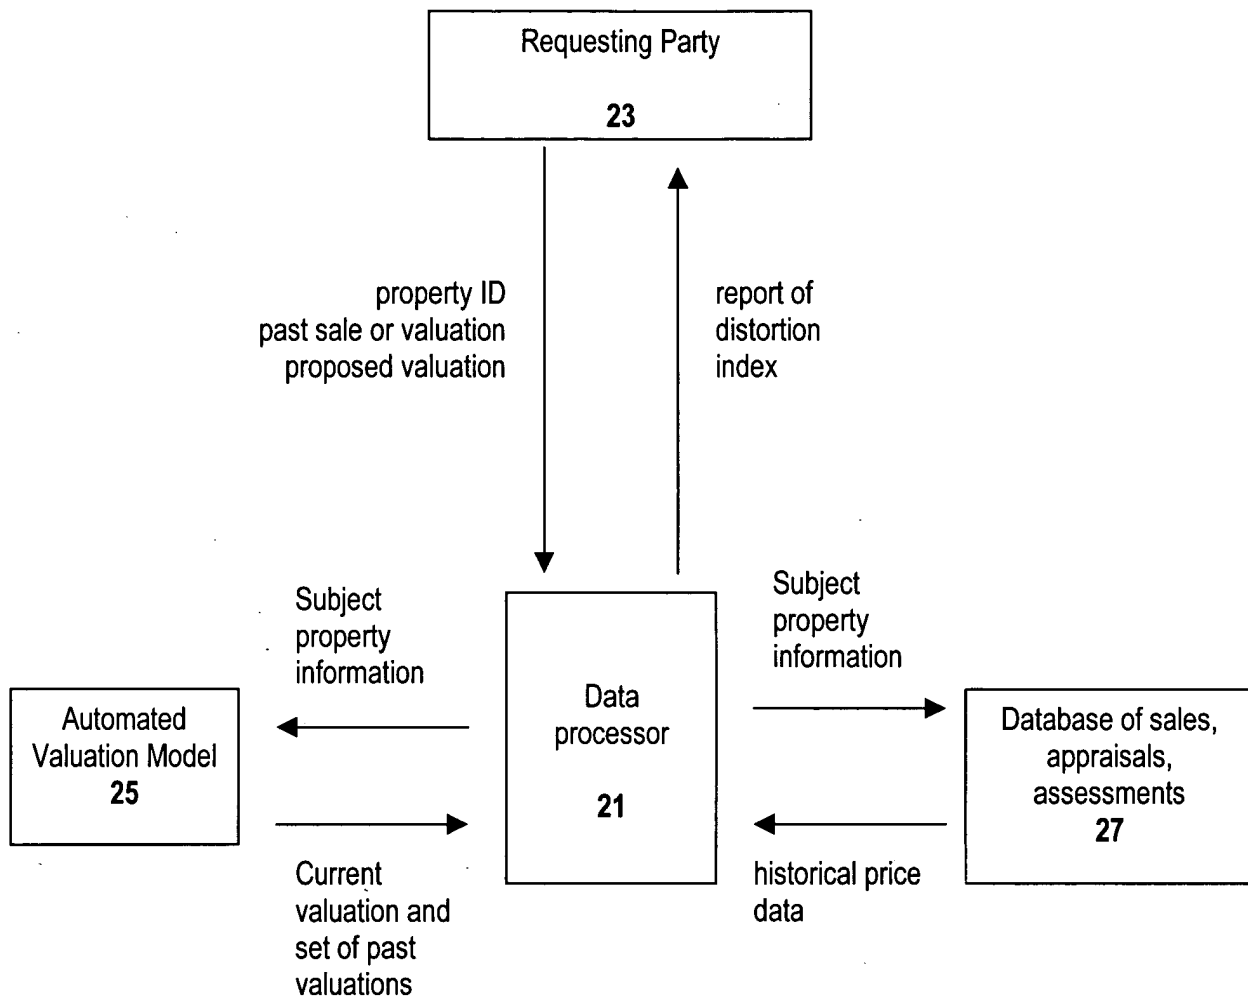 Requesting Party
23
property ID
past sale or valuation
proposed valuation
report of
distortion
index
Subject
property
information
Subject
property
information
Automated
Valuation Model
25
Data
processor
21
Database of sales,
appraisals,
assessments
27
Current
valuation and
set of past
valuations
historical price
data